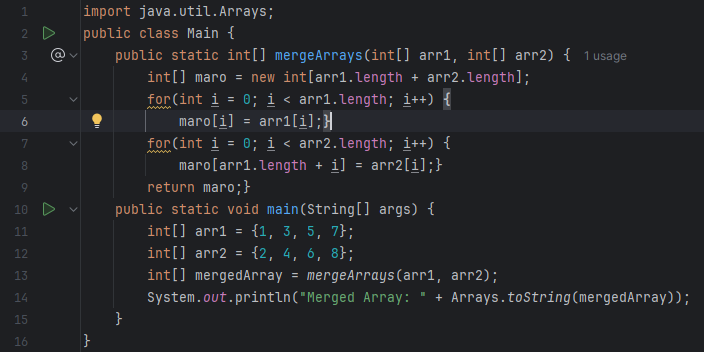 1 import java.util.Arrays;
2 public class Main {
3 @ public static int[] mergeArrays(int[] arr1, int[] arr2) { 1 usage
4 int[] maro = new int[arr1.length + arr2.length];
5 for(int i = 0; i < arr1.length; i++) {
6 maro[i] = arr1[i];}
7 for(int i = 0; i < arr2.length; i++) {
8 maro[arr1.length + i] = arr2[i];}
9 return maro;}
10 public static void main(String[] args) {
11 int[] arr1 = {1, 3, 5, 7};
12 int[] arr2 = {2, 4, 6, 8};
13 int[] mergedArray = mergeArrays(arr1, arr2);
14 System.out.println("Merged Array: " + Arrays.toString(mergedArray));
15 }
16 }